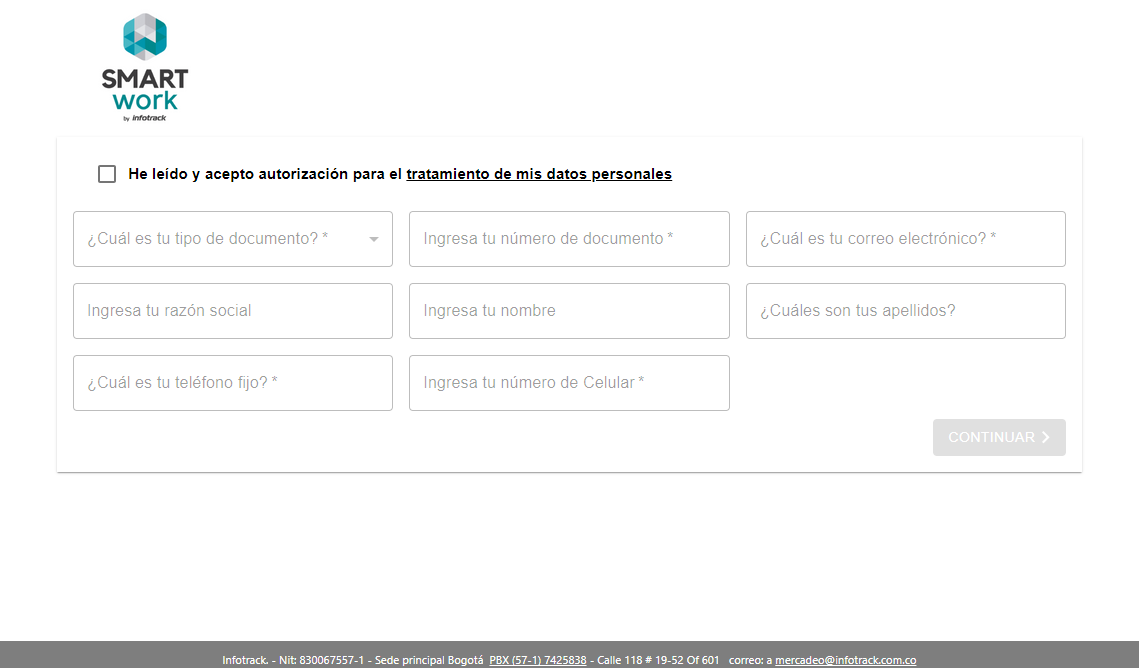 SMART
work
by infotrack
He leído y acepto autorización para el tratamiento de mis datos personales
¿Cuál es tu tipo de documento? *
Ingresa tu número de documento *
¿Cuál es tu correo electrónico? *
Ingresa tu razón social
Ingresa tu nombre
¿Cuáles son tus apellidos?
¿Cuál es tu teléfono fijo? *
Ingresa tu número de Celular *
CONTINUAR
Infotrack. - Nit: 830067557-1 - Sede principal Bogotá PBX (57-1) 7425838 - Calle 118 # 19-52 Of 601 correo: a mercadeo@infotrack.com.co